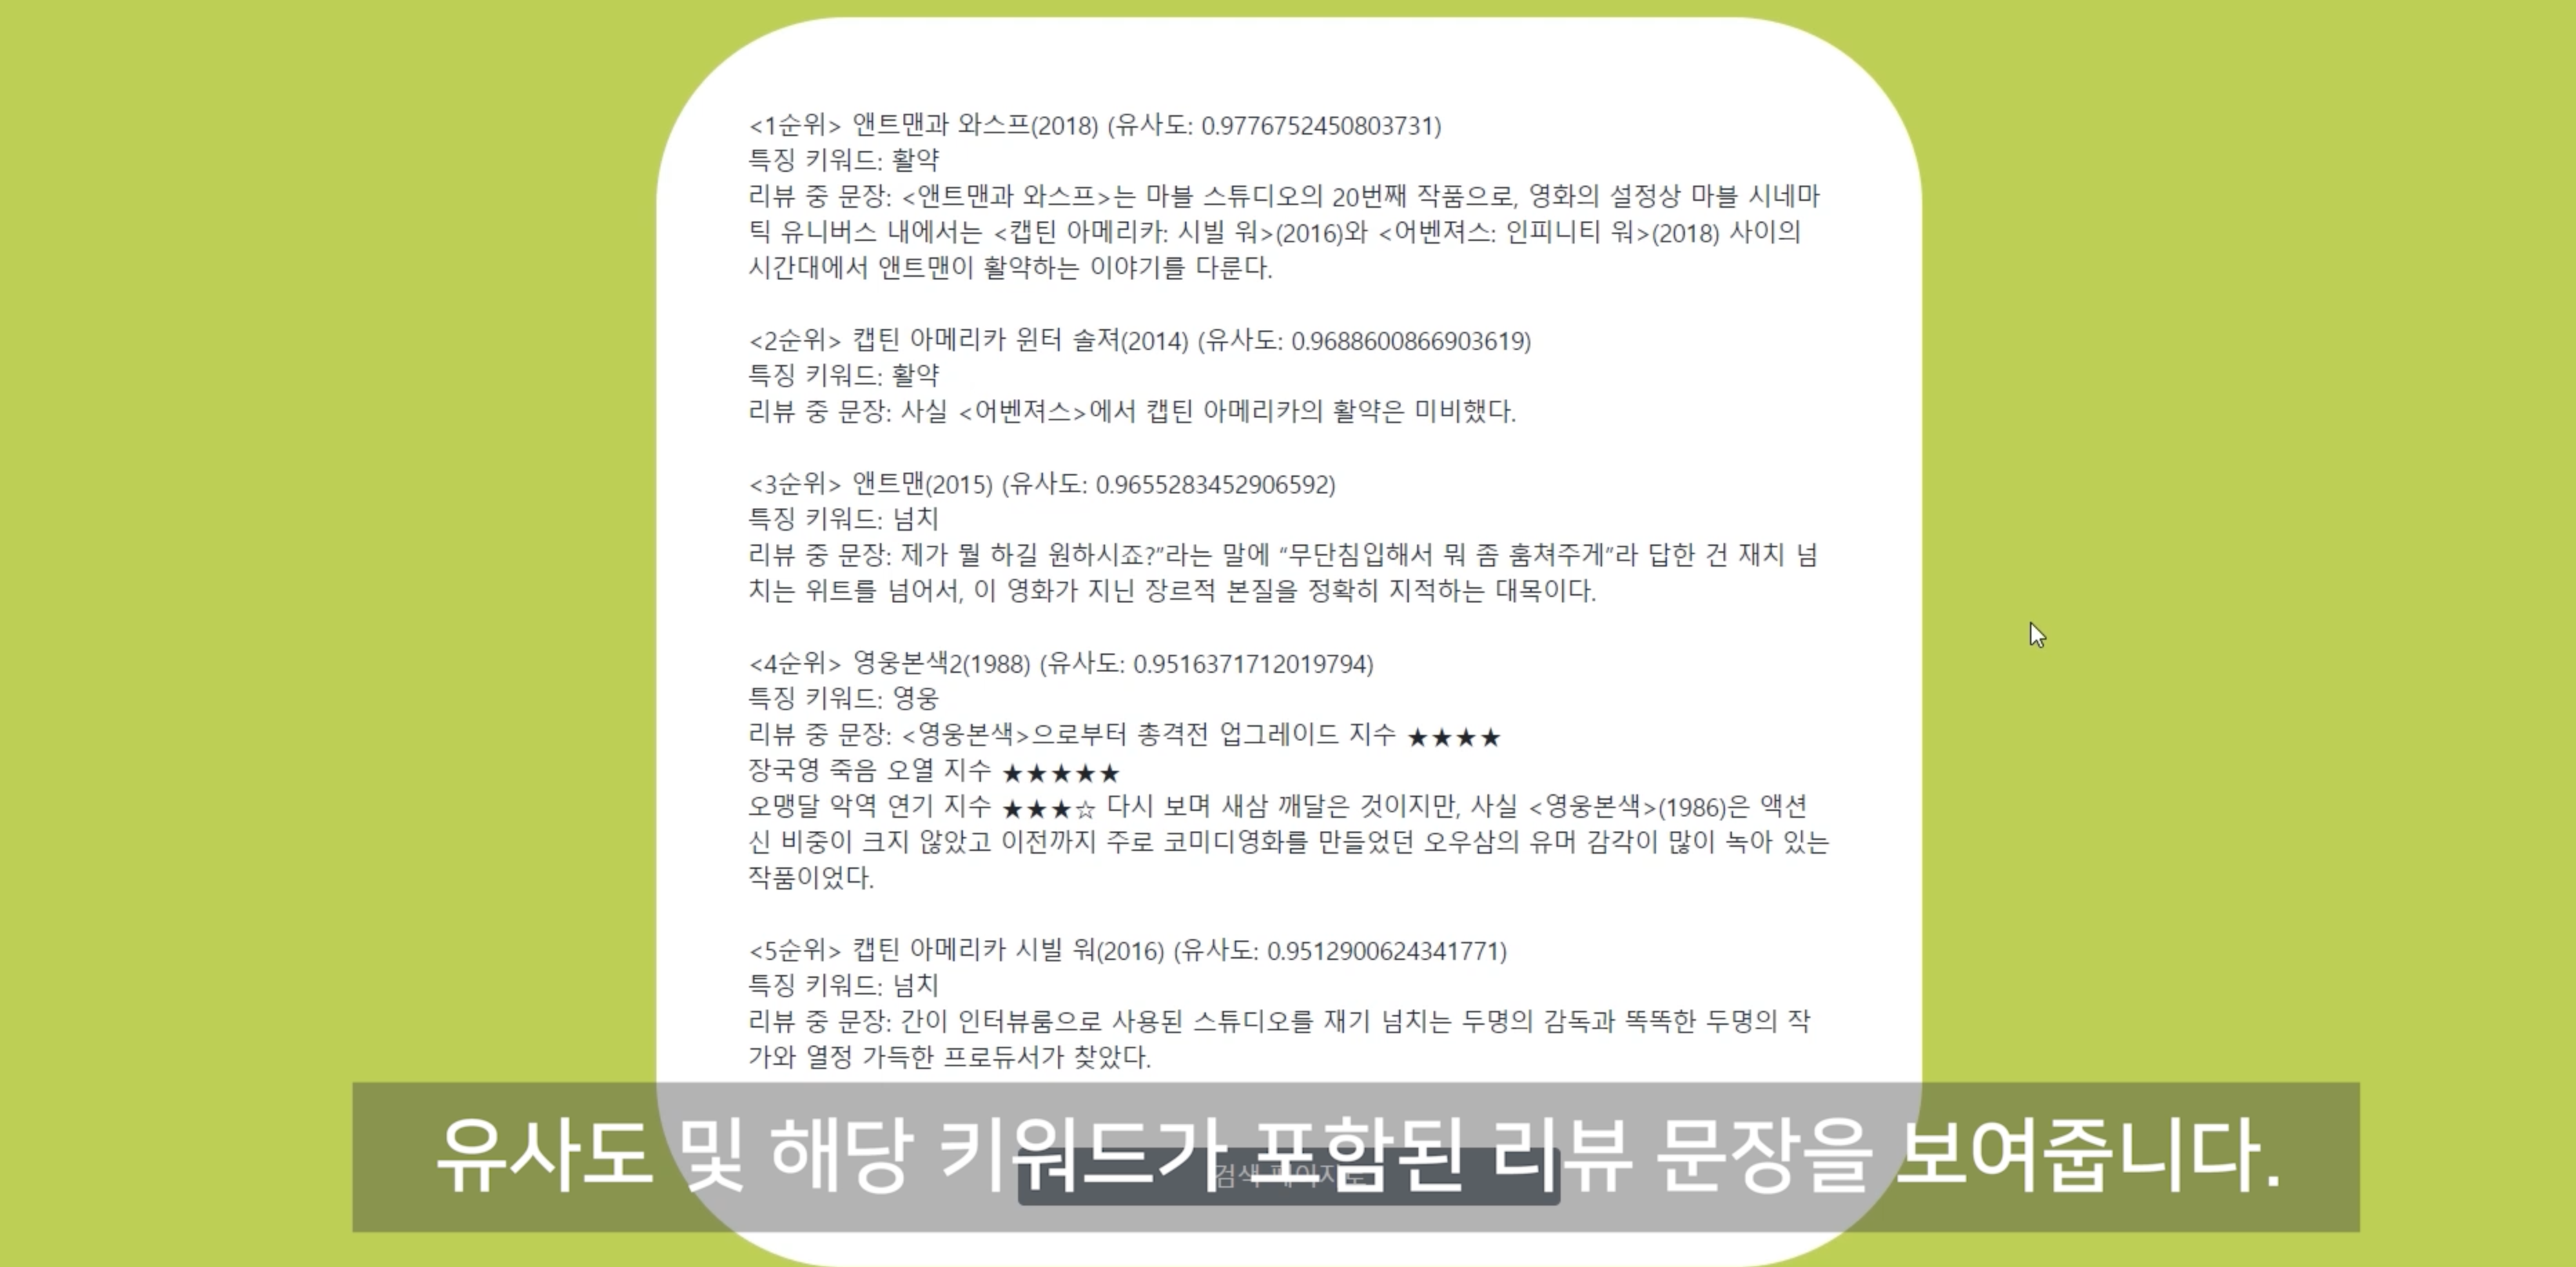 <1순위> 앤트맨과 와스프(2018) (유사도: 0.9776752450803731)
특징 키워드: 활약
리뷰 중 문장: <앤트맨과 와스프>는 마블 스튜디오의 20번째 작품으로, 영화의 설정상 마블 시네마
틱 유니버스 내에서는 <캡틴 아메리카: 시빌 워>(2016)와 <어벤져스: 인피니티 워>(2018) 사이의
시간대에서 앤트맨이 활약하는 이야기를 다룬다.
<2순위> 캡틴 아메리카 윈터 솔져(2014) (유사도: 0.9688600866903619)
특징 키워드: 활약
리뷰 중 문장: 사실 <어벤져스>에서 캡틴 아메리카의 활약은 미비했다.
<3순위> 앤트맨(2015) (유사도: 0.9655283452906592)
특징 키워드: 넘치
리뷰 중 문장: 제가 뭘 하길 원하시죠?”라는 말에 “무단침입해서 뭐 좀 훔쳐주게”라 답한 건 재치 넘
치는 위트를 넘어서, 이 영화가 지닌 장르적 본질을 정확히 지적하는 대목이다.
<4순위> 영웅본색2(1988) (유사도: 0.9516371712019794)
특징 키워드: 영웅
리뷰 중 문장: <영웅본색>으로부터 총격전 업그레이드 지수 ★★★★
장국영 죽음 오열 지수 ★★★★★
오맹달 악역 연기 지수 ★★★☆ 다시 보며 새삼 깨달은 것이지만, 사실 <영웅본색>(1986)은 액션
신 비중이 크지 않았고 이전까지 주로 코미디영화를 만들었던 오우삼의 유머 감각이 많이 녹아 있는
작품이었다.
<5순위> 캡틴 아메리카 시빌 워(2016) (유사도: 0.9512900624341771)
특징 키워드: 넘치
리뷰 중 문장: 간이 인터뷰룸으로 사용된 스튜디오를 재기 넘치는 두명의 감독과 똑똑한 두명의 작
가와 열정 가득한 프로듀서가 찾았다.
유사도 및 해당 키워드가 포함된 리뷰 문장을 보여줍니다.
검색 페이지로